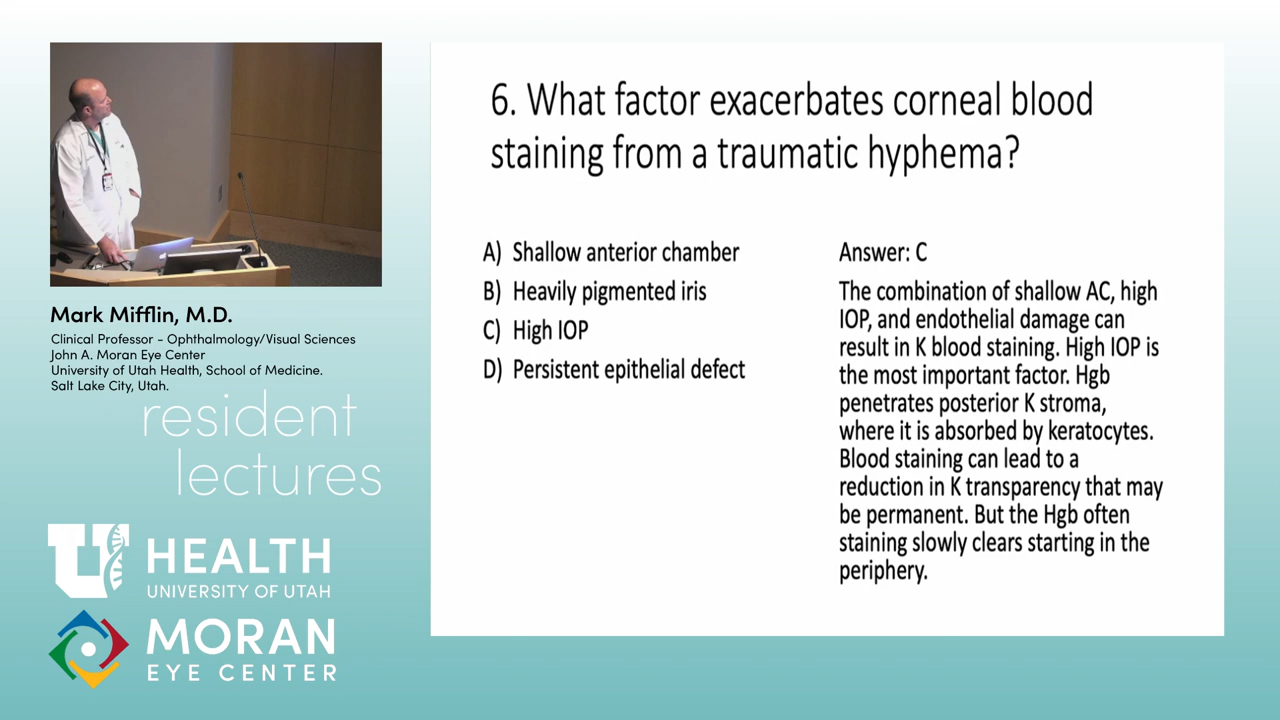 Mark Mifflin, M.D.
Clinical Professor - Ophthalmology/Visual Sciences
John A. Moran Eye Center
University of Utah Health, School of Medicine.
Salt Lake City, Utah.
resident
lectures
U HEALTH
UNIVERSITY OF UTAH
MORAN
EYE CENTER
6. What factor exacerbates corneal blood
staining from a traumatic hyphema?
A) Shallow anterior chamber
B) Heavily pigmented iris
C) High IOP
D) Persistent epithelial defect
Answer: C
The combination of shallow AC, high
IOP, and endothelial damage can
result in K blood staining. High IOP is
the most important factor. Hgb
penetrates posterior K stroma,
where it is absorbed by keratocytes.
Blood staining can lead to a
reduction in K transparency that may
be permanent. But the Hgb often
staining slowly clears starting in the
periphery.